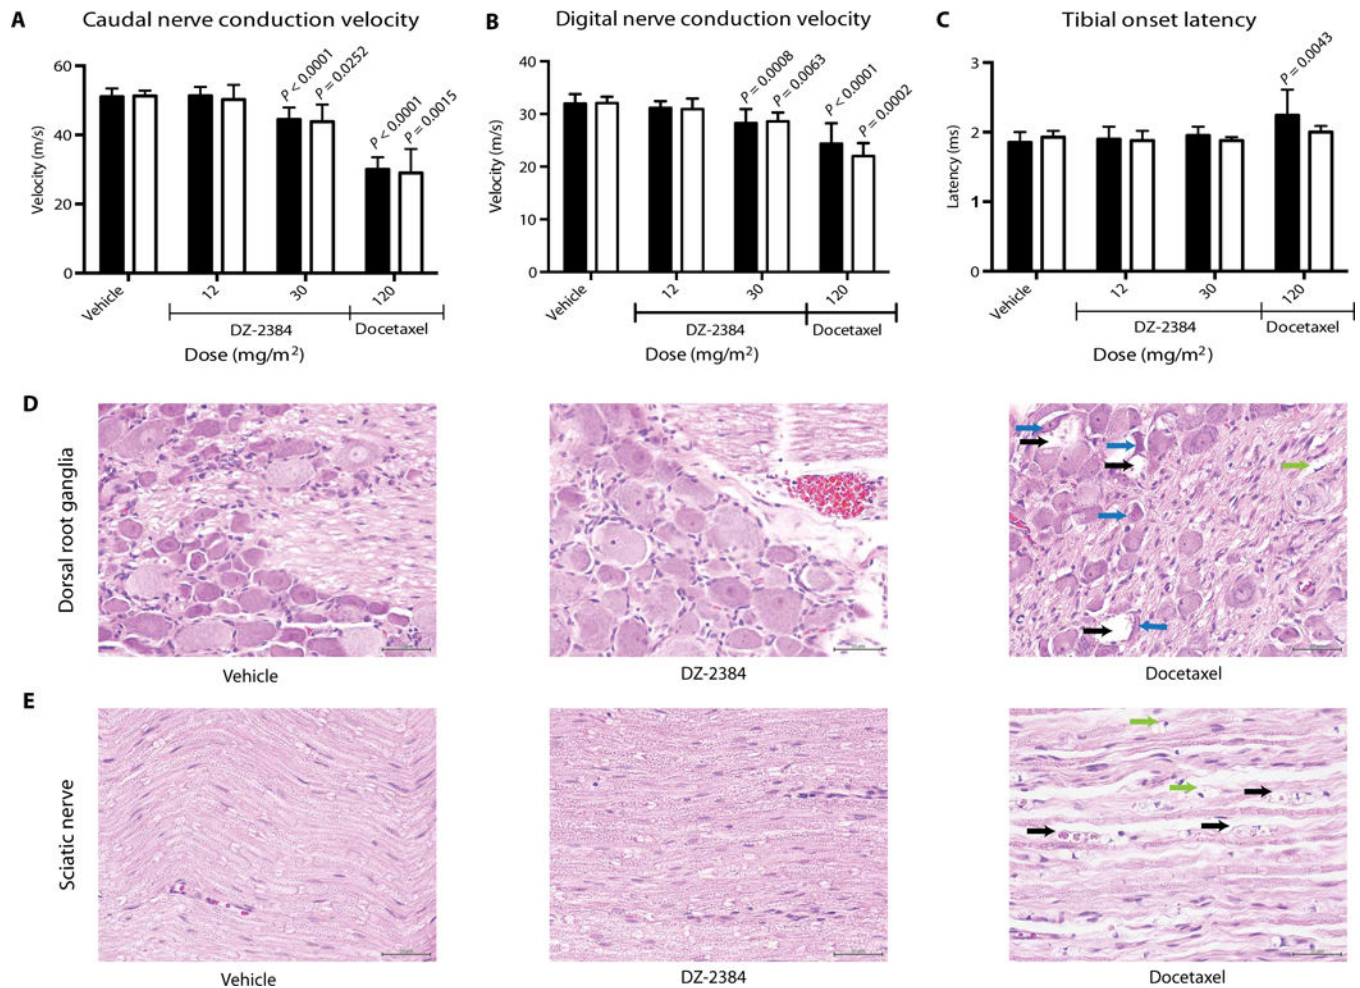 A Caudal nerve conduction velocity
Velocity (m/s)
60
40
20
0
P < 0.0001
P = 0.0252
P < 0.0001
P = 0.0015
Vehicle
12
30
120
DZ-2384
Docetaxel
Dose (mg/m²)
B Digital nerve conduction velocity
Velocity (m/s)
40
30
20
10
0
P = 0.0008
P = 0.0063
P < 0.0001
P = 0.0002
Vehicle
12
30
120
DZ-2384
Docetaxel
Dose (mg/m²)
C Tibial onset latency
Latency (ms)
3
2
1
0
P = 0.0043
Vehicle
12
30
120
DZ-2384
Docetaxel
Dose (mg/m²)
D
Dorsal root ganglia
Vehicle
DZ-2384
Docetaxel
E
Sciatic nerve
Vehicle
DZ-2384
Docetaxel